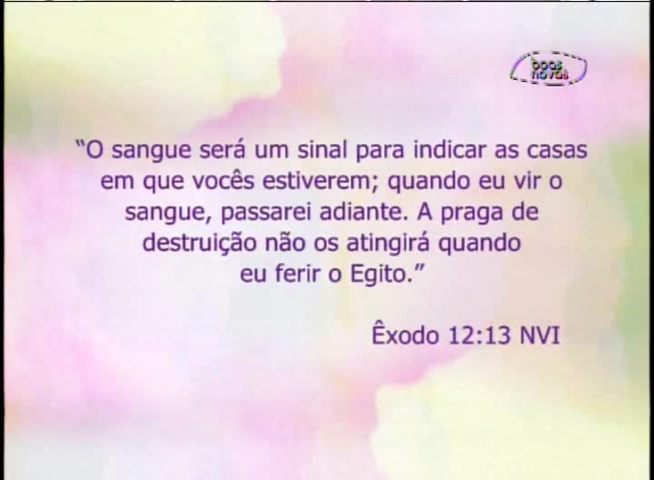 boas
novas
"O sangue será um sinal para indicar as casas
em que vocês estiverem; quando eu vir o
sangue, passarei adiante. A praga de
destruição não os atingirá quando
eu ferir o Egito."
Êxodo 12:13 NVI